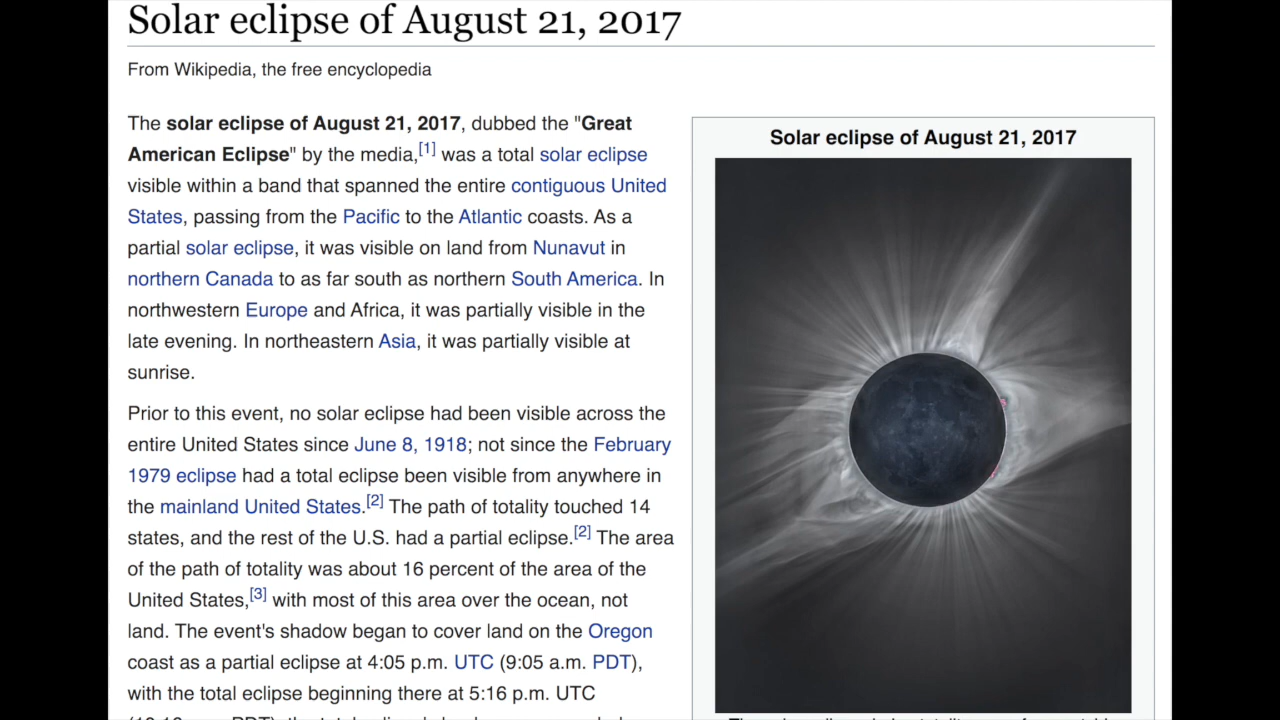 Solar eclipse of August 21, 2017
From Wikipedia, the free encyclopedia
The solar eclipse of August 21, 2017, dubbed the "Great
American Eclipse" by the media,[1] was a total solar eclipse
visible within a band that spanned the entire contiguous United
States, passing from the Pacific to the Atlantic coasts. As a
partial solar eclipse, it was visible on land from Nunavut in
northern Canada to as far south as northern South America. In
northwestern Europe and Africa, it was partially visible in the
late evening. In northeastern Asia, it was partially visible at
sunrise.
Prior to this event, no solar eclipse had been visible across the
entire United States since June 8, 1918; not since the February
1979 eclipse had a total eclipse been visible from anywhere in
the mainland United States.[2] The path of totality touched 14
states, and the rest of the U.S. had a partial eclipse.[2] The area
of the path of totality was about 16 percent of the area of the
United States,[3] with most of this area over the ocean, not
land. The event's shadow began to cover land on the Oregon
coast as a partial eclipse at 4:05 p.m. UTC (9:05 a.m. PDT),
with the total eclipse beginning there at 5:16 p.m. UTC
Solar eclipse of August 21, 2017